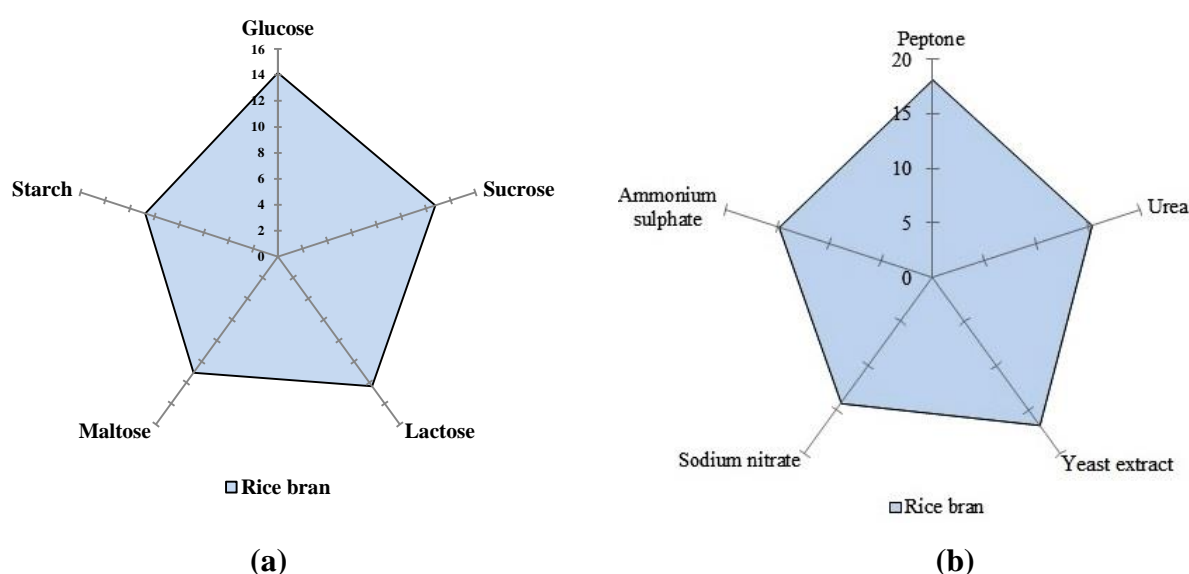 Glucose
16
14
12
10
8
6
4
2
0
Starch
Sucrose
Maltose
Lactose
Rice bran
(a)
Peptone
20
15
10
5
0
Ammonium
sulphate
Urea
Sodium nitrate
Yeast extract
Rice bran
(b)